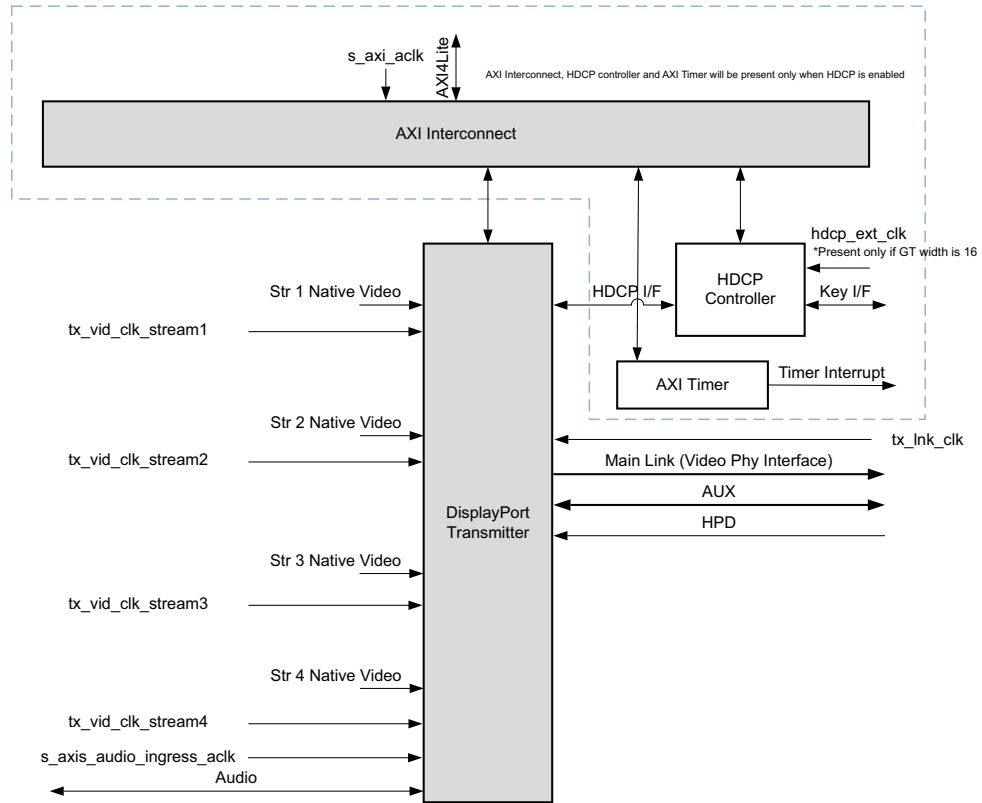 s_axi_aclk
AXI4Lite
AXI Interconnect, HDCP controller and AXI Timer will be present only when HDCP is enabled
AXI Interconnect
hdcp_ext_clk
*Present only if GT width is 16
HDCP
Controller
HDCP I/F
Key I/F
Str 1 Native Video
tx_vid_clk_stream1
AXI Timer
Timer Interrupt
Str 2 Native Video
tx_vid_clk_stream2
tx_lnk_clk
Main Link (Video Phy Interface)
AUX
HPD
DisplayPort
Transmitter
Str 3 Native Video
tx_vid_clk_stream3
Str 4 Native Video
tx_vid_clk_stream4
s_axis_audio_ingress_aclk
Audio